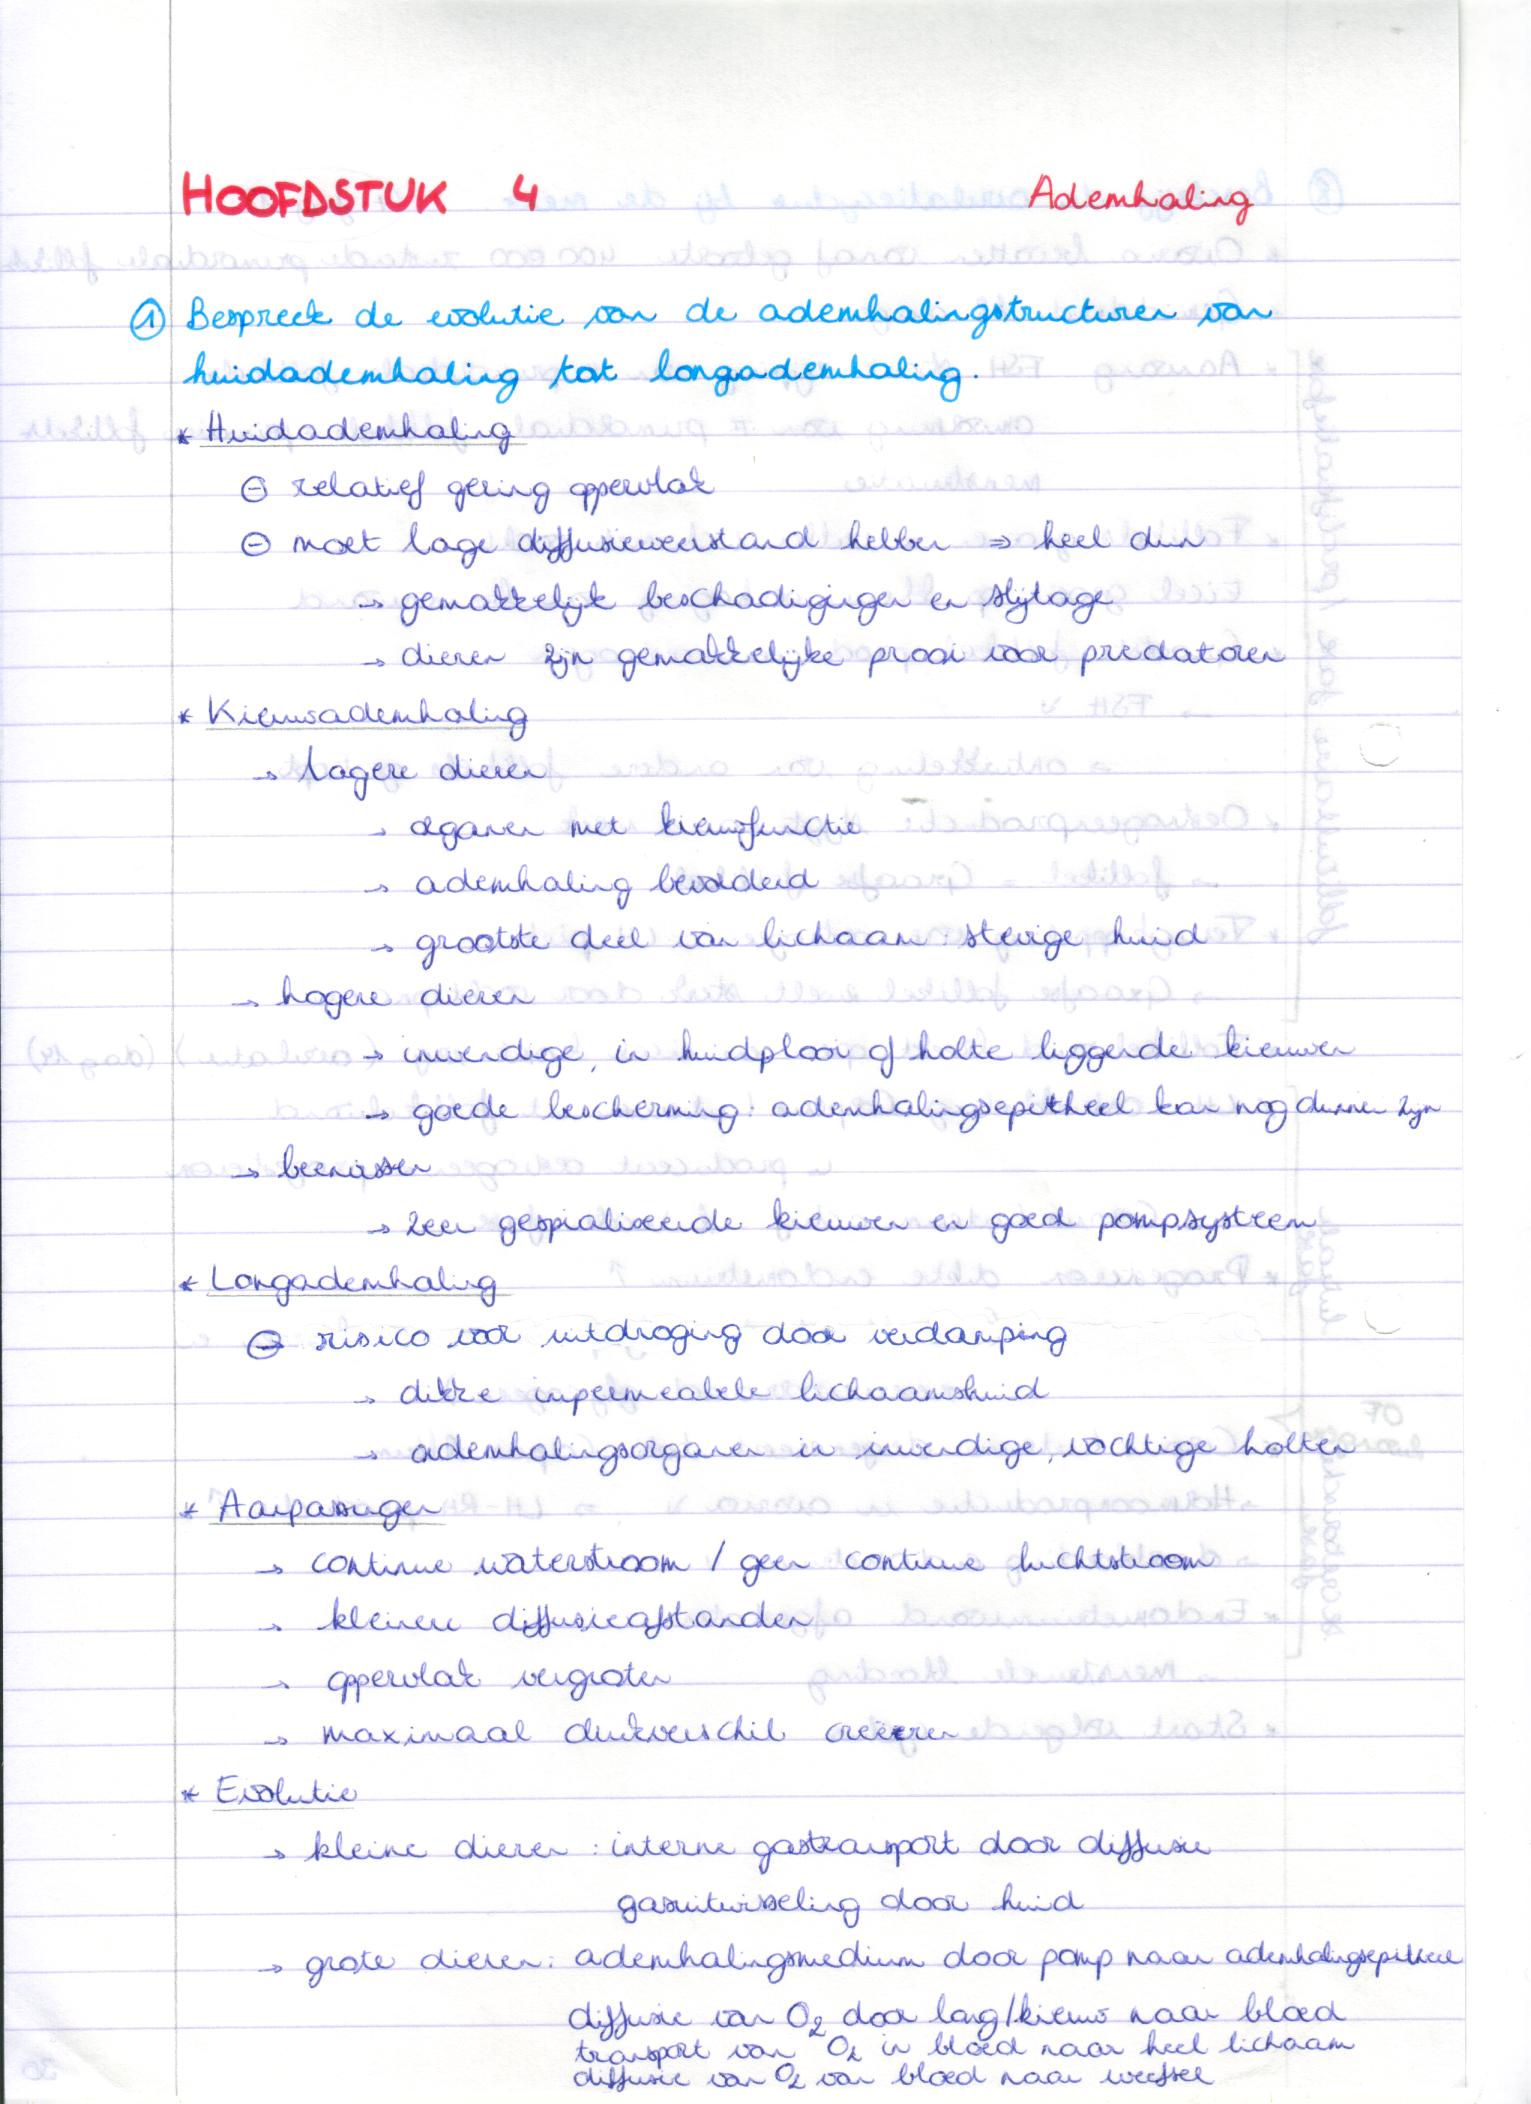 HOOFDSTUK 4 Ademhaling
① Bespreek de evolutie van de ademhalingstructuren van
huidademhaling tot longademhaling.
* Huidademhaling
⊖ relatief gering oppervlak
⊖ moet lage diffusieweerstand hebben ⇒ heel dun
→ gemakkelijk beschadigingen en slijtage
→ dieren zijn gemakkelijke prooi voor predatoren
* Kieuwademhaling
→ lagere dieren
→ organen met kieuwfunctie
→ ademhaling bevorderd
→ grootste deel van lichaam: stevige huid
→ hogere dieren
→ inwendige, in huidplooi of holte liggende kieuwen
→ goede bescherming: ademhalingsepitheel kan nog dunner zijn
→ beenvissen
→ zeer gespialiseerde kieuwen en goed pompsysteem
* Longademhaling
⊖ risico voor uitdroging door verdamping
→ dikke impermeabele lichaamshuid
→ ademhalingsorganen in inwendige, vochtige holten
* Aanpassingen
→ continue waterstroom / geen continue luchtstroom
→ kleinere diffusieafstanden
→ oppervlak vergroten
→ maximaal drukverschil creëren
* Evolutie
→ kleine dieren: interne gastransport door diffusie
gasuitwisseling door huid
→ grote dieren: ademhalingsmedium door pomp naar ademhalingsepitheel
diffusie van O₂ door long/kieuw naar bloed
transport van O₂ in bloed naar heel lichaam
diffusie van O₂ van bloed naar weefsel